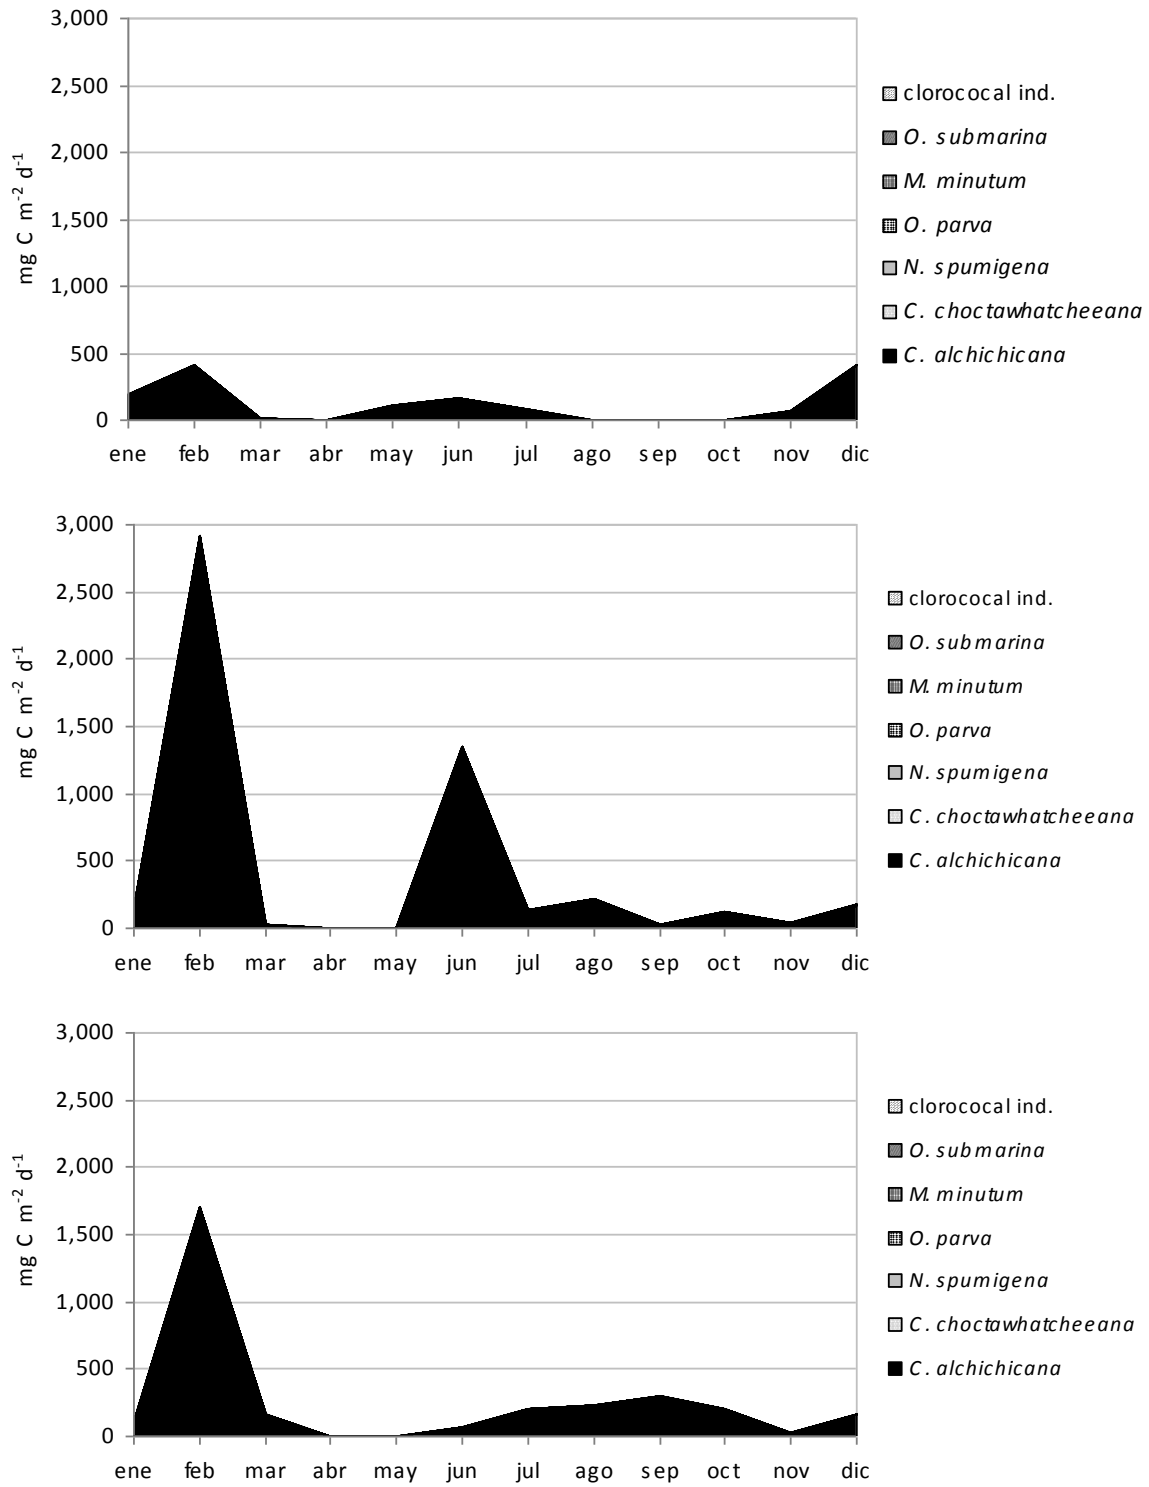 3,000
2,500
2,000
1,500
1,000
500
0
mg C m-2 d-1
ene feb mar abr may jun jul ago sep oct nov dic
clorococal ind.
O. submarina
M. minutum
O. parva
N. spumigena
C. choctawhatcheeana
C. alchichicana
3,000
2,500
2,000
1,500
1,000
500
0
mg C m-2 d-1
ene feb mar abr may jun jul ago sep oct nov dic
clorococal ind.
O. submarina
M. minutum
O. parva
N. spumigena
C. choctawhatcheeana
C. alchichicana
3,000
2,500
2,000
1,500
1,000
500
0
mg C m-2 d-1
ene feb mar abr may jun jul ago sep oct nov dic
clorococal ind.
O. submarina
M. minutum
O. parva
N. spumigena
C. choctawhatcheeana
C. alchichicana